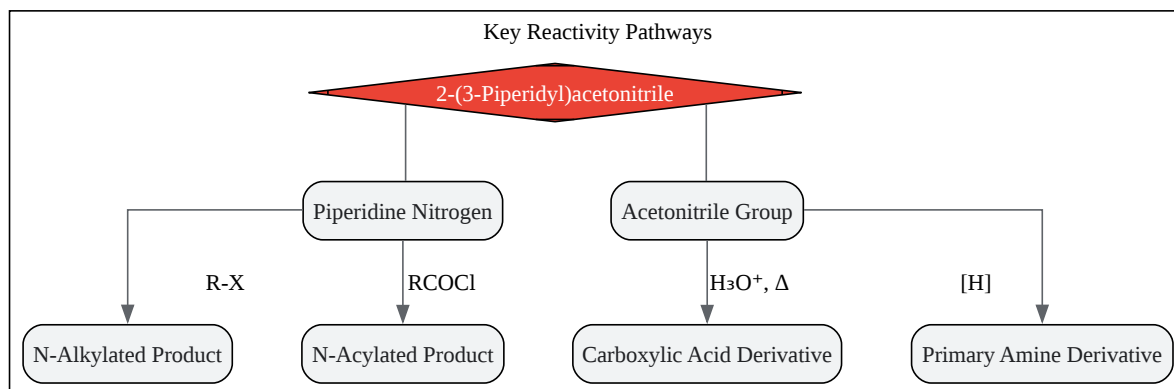 Key Reactivity Pathways
2-(3-Piperidyl)acetonitrile
Piperidine Nitrogen
Acetonitrile Group
R-X
RCOCl
H₃O⁺, Δ
[H]
N-Alkylated Product
N-Acylated Product
Carboxylic Acid Derivative
Primary Amine Derivative